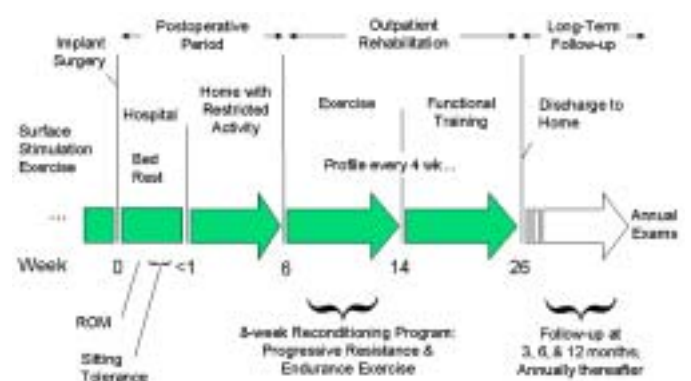 Postoperative
Period
Outpatient
Rehabilitation
Long-Term
Follow-up
Implant
Surgery
Surface
Stimulation
Exercise
Hospital
Bed
Rest
Home with
Restricted
Activity
Exercise
Functional
Training
Profile every 4 wk...
Discharge to
Home
...
Annual
Exams
Week 0 <1 6 14 26
ROM
Sitting
Tolerance
8-week Reconditioning Program:
Progressive Resistance &
Endurance Exercise
Follow-up at
3, 6, & 12 months;
Annually thereafter